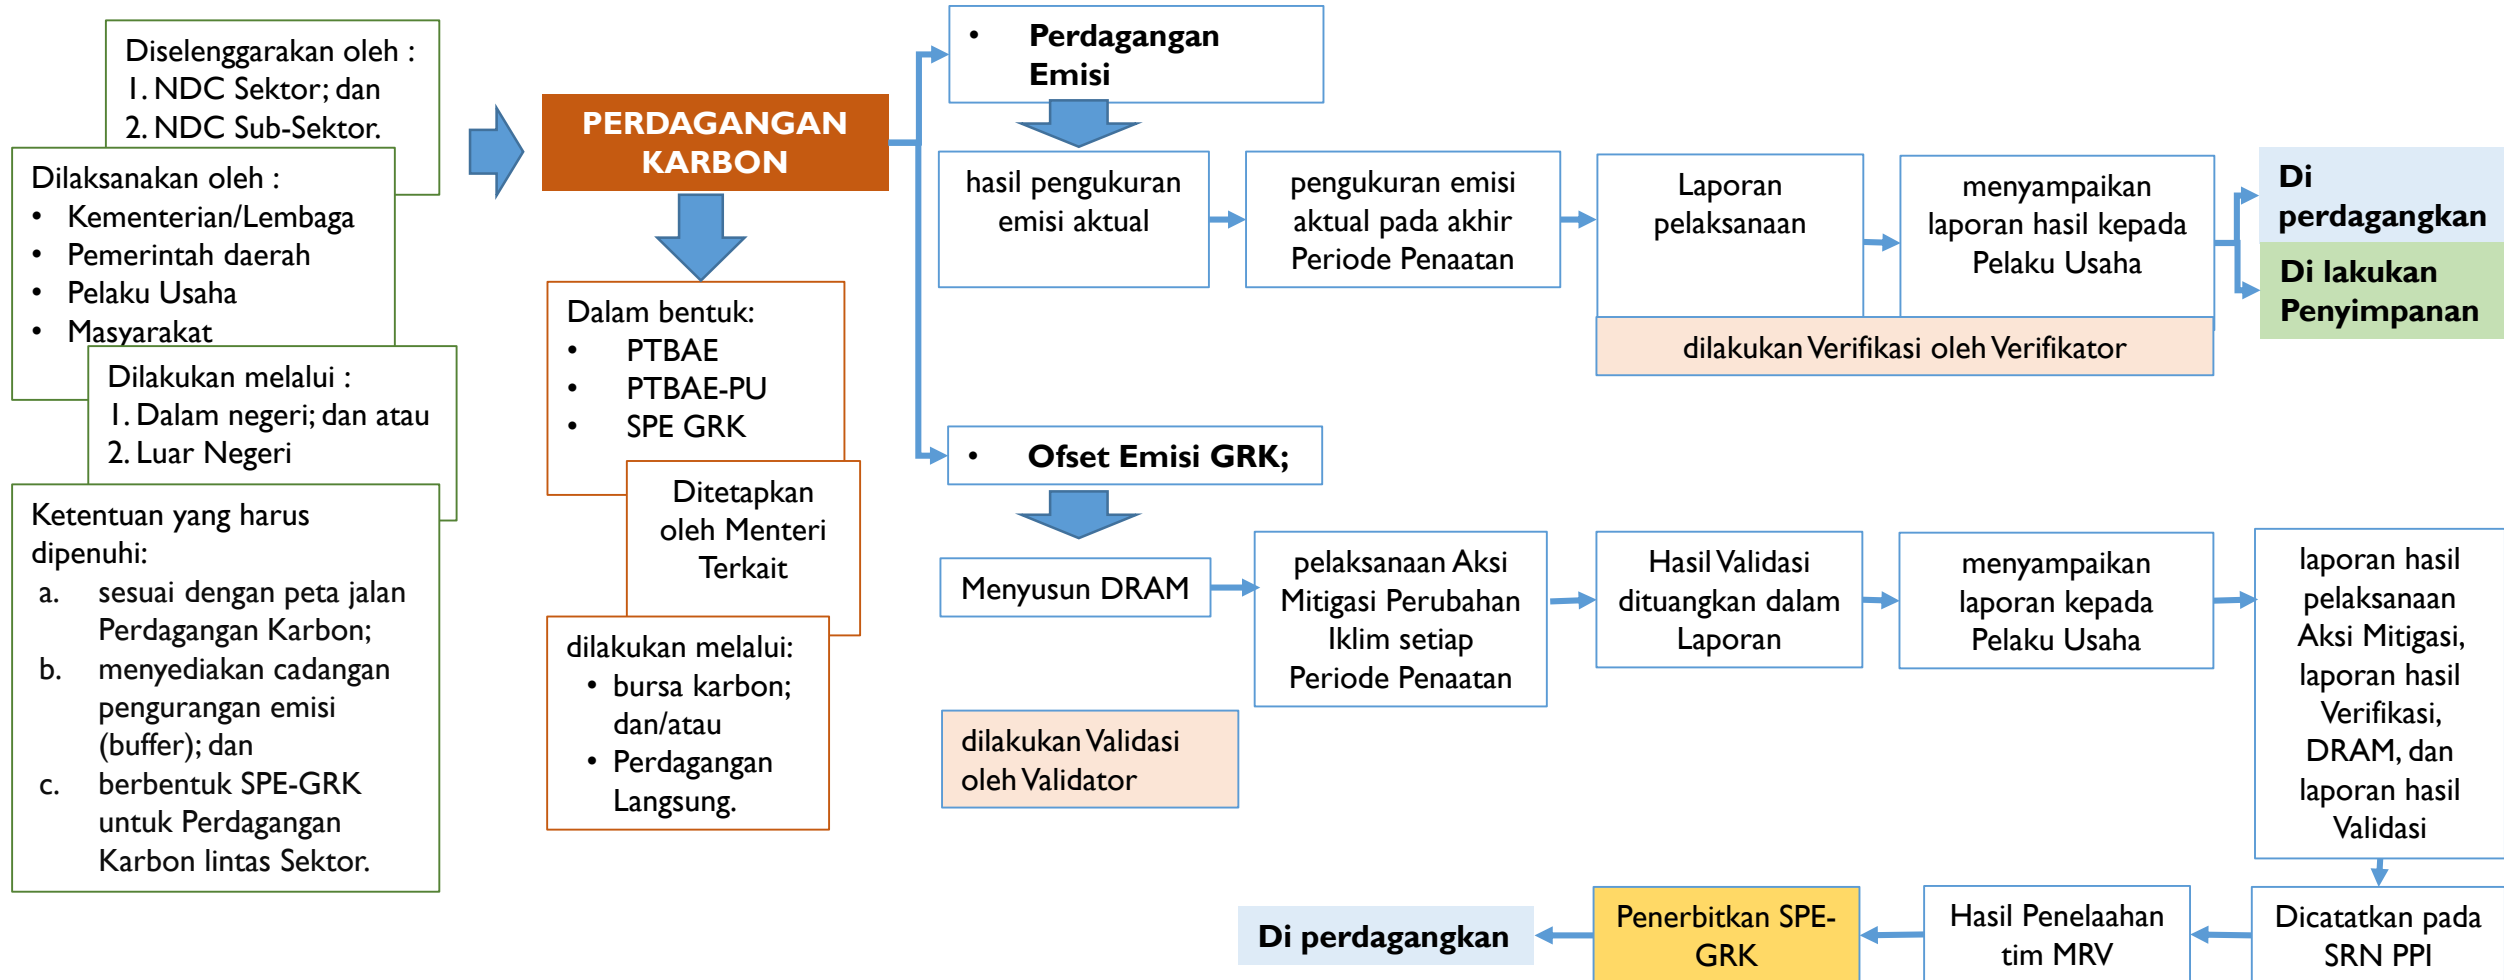 Diselenggarakan oleh :
1. NDC Sektor; dan
2. NDC Sub-Sektor.
Dilaksanakan oleh :
• Kementerian/Lembaga
• Pemerintah daerah
• Pelaku Usaha
• Masyarakat
Dilakukan melalui :
1. Dalam negeri; dan atau
2. Luar Negeri
Ketentuan yang harus
dipenuhi:
a. sesuai dengan peta jalan
Perdagangan Karbon;
b. menyediakan cadangan
pengurangan emisi
(buffer); dan
c. berbentuk SPE-GRK
untuk Perdagangan
Karbon lintas Sektor.
PERDAGANGAN
KARBON
Dalam bentuk:
• PTBAE
• PTBAE-PU
• SPE GRK
Ditetapkan
oleh Menteri
Terkait
dilakukan melalui:
• bursa karbon;
dan/atau
• Perdagangan
Langsung.
• Perdagangan
Emisi
hasil pengukuran
emisi aktual
pengukuran emisi
aktual pada akhir
Periode Penaatan
Laporan
pelaksanaan
menyampaikan
laporan hasil kepada
Pelaku Usaha
dilakukan Verifikasi oleh Verifikator
Di
perdagangkan
Di lakukan
Penyimpanan
• Ofset Emisi GRK;
Menyusun DRAM
dilakukan Validasi
oleh Validator
pelaksanaan Aksi
Mitigasi Perubahan
Iklim setiap
Periode Penaatan
Hasil Validasi
dituangkan dalam
Laporan
menyampaikan
laporan kepada
Pelaku Usaha
laporan hasil
pelaksanaan
Aksi Mitigasi,
laporan hasil
Verifikasi,
DRAM, dan
laporan hasil
Validasi
Dicatatkan pada
SRN PPI
Hasil Penelaahan
tim MRV
Penerbitkan SPE-
GRK
Di perdagangkan